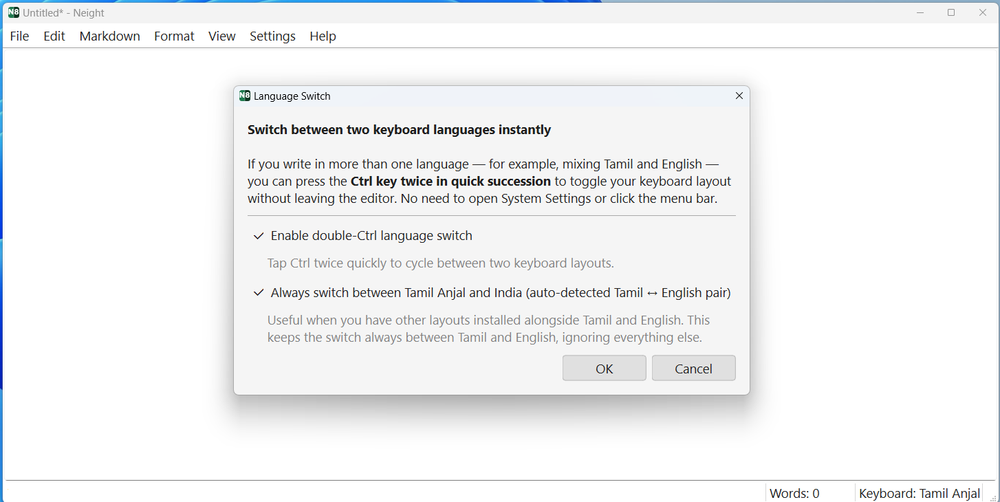 N8 Untitled* - Neight
File Edit Markdown Format View Settings Help
N8 Language Switch
Switch between two keyboard languages instantly
If you write in more than one language — for example, mixing Tamil and English —
you can press the Ctrl key twice in quick succession to toggle your keyboard layout
without leaving the editor. No need to open System Settings or click the menu bar.
Enable double-Ctrl language switch
Tap Ctrl twice quickly to cycle between two keyboard layouts.
Always switch between Tamil Anjal and India (auto-detected Tamil ↔ English pair)
Useful when you have other layouts installed alongside Tamil and English. This
keeps the switch always between Tamil and English, ignoring everything else.
OK Cancel
Words: 0 Keyboard: Tamil Anjal